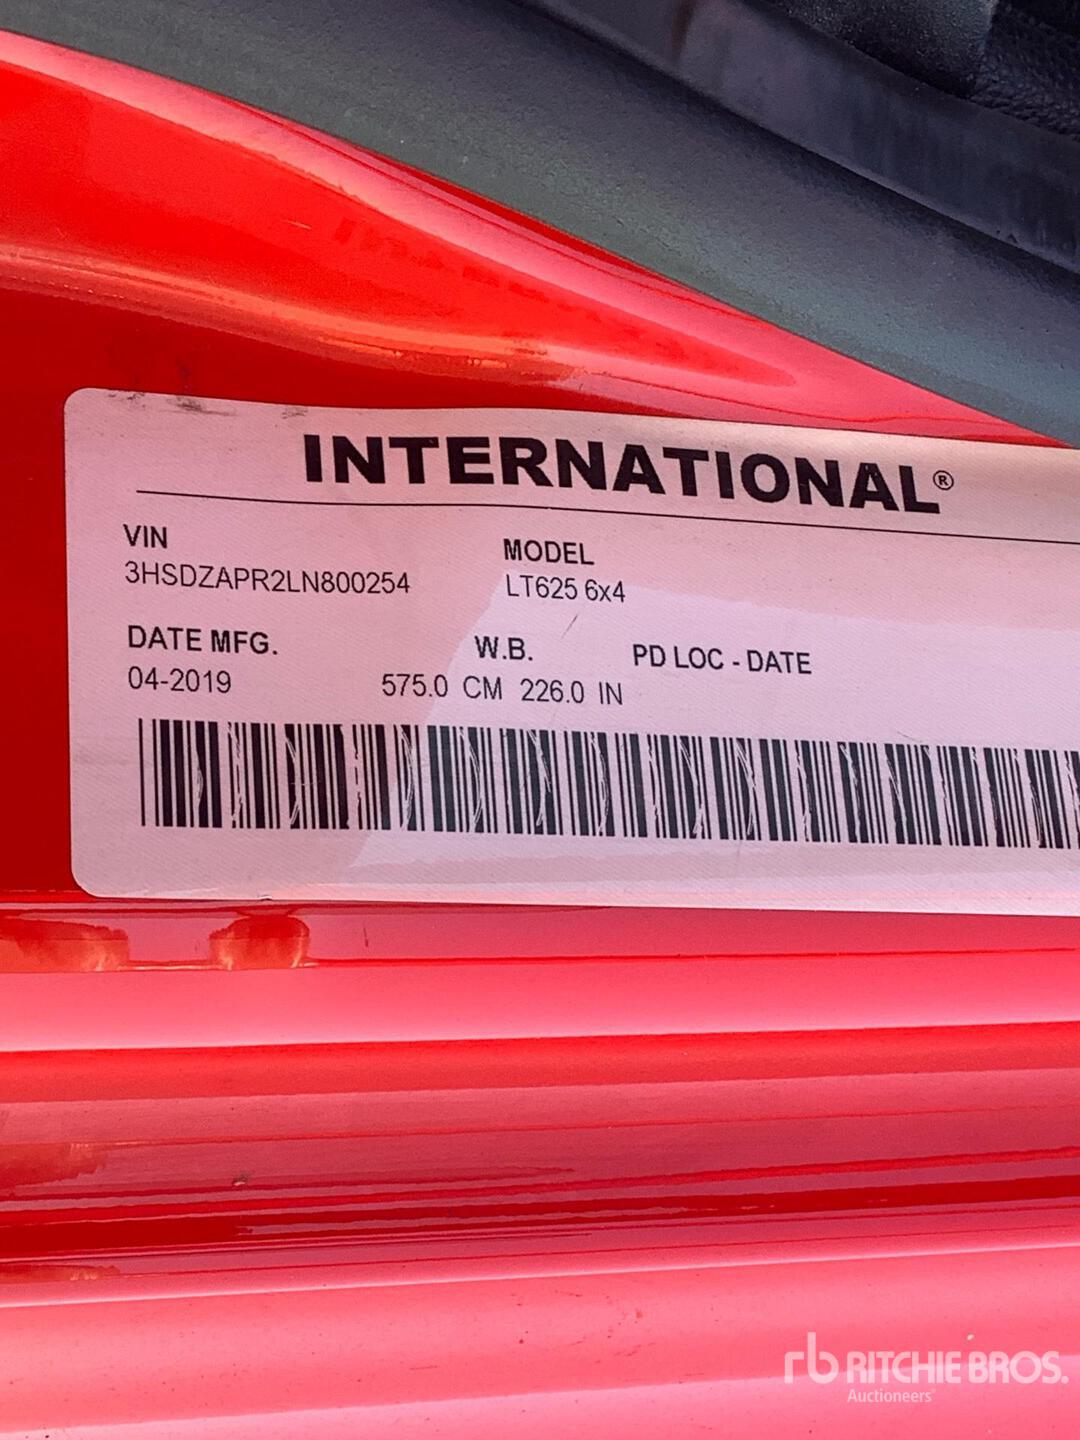 INTERNATIONAL®
VIN
3HSDZAPR2LN800254
MODEL
LT625 6x4
DATE MFG.
04-2019
W.B.
575.0 CM 226.0 IN
PD LOC - DATE
rb RITCHIE BROS.
Auctioneers